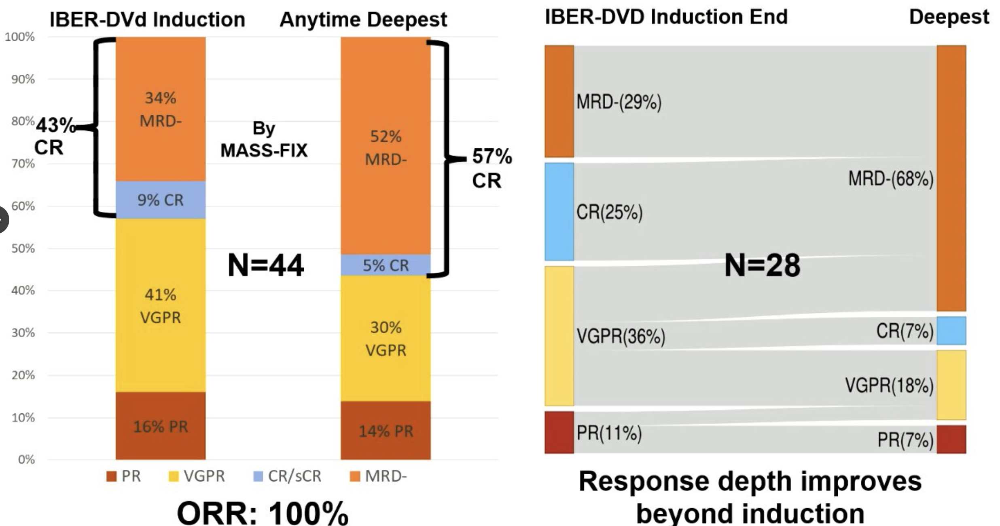 IBER-DVd Induction
Anytime Deepest
100%
90%
80%
70%
60%
50%
40%
30%
20%
10%
0%
43%
CR
34%
MRD-
9% CR
41%
VGPR
16% PR
By
MASS-FIX
N=44
52%
MRD-
5% CR
30%
VGPR
14% PR
57%
CR
PR
VGPR
CR/sCR
MRD-
ORR: 100%
IBER-DVD Induction End
Deepest
MRD-(29%)
CR(25%)
VGPR(36%)
PR(11%)
N=28
MRD-(68%)
CR(7%)
VGPR(18%)
PR(7%)
Response depth improves
beyond induction